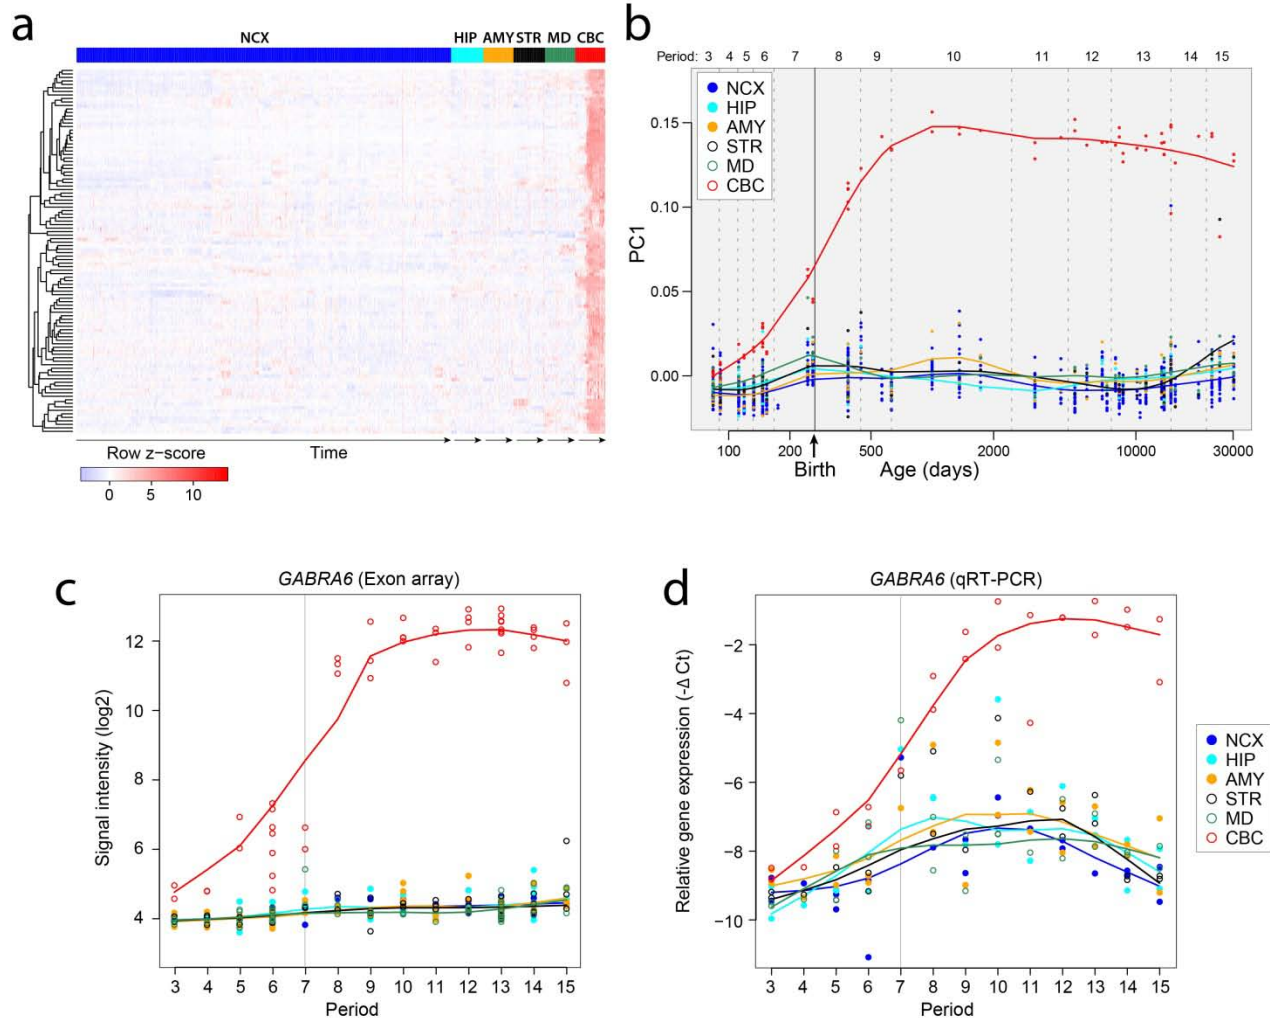 a
NCX HIP AMY STR MD CBC
Row z-score Time
0 5 10
b
Period: 3 4 5 6 7 8 9 10 11 12 13 14 15
NCX
HIP
AMY
STR
MD
CBC
PC1
0.15
0.10
0.05
0.00
100 200 500 2000 10000 30000
Birth Age (days)
c
GABRA6 (Exon array)
Signal intensity (log2)
12
10
8
6
4
3 4 5 6 7 8 9 10 11 12 13 14 15
Period
d
GABRA6 (qRT-PCR)
Relative gene expression (-Δ Ct)
−2
−4
−6
−8
−10
3 4 5 6 7 8 9 10 11 12 13 14 15
Period
NCX
HIP
AMY
STR
MD
CBC